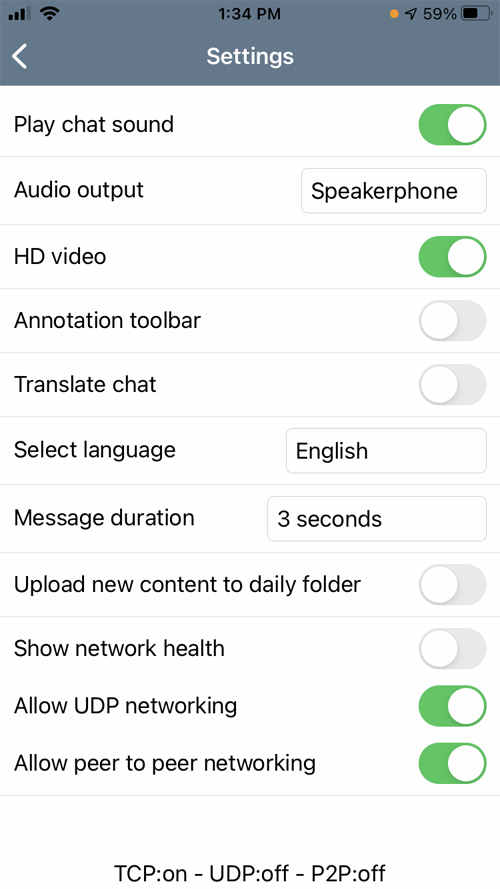 1:34 PM 59%
Settings
Play chat sound
Audio output Speakerphone
HD video
Annotation toolbar
Translate chat
Select language English
Message duration 3 seconds
Upload new content to daily folder
Show network health
Allow UDP networking
Allow peer to peer networking
TCP:on - UDP:off - P2P:off